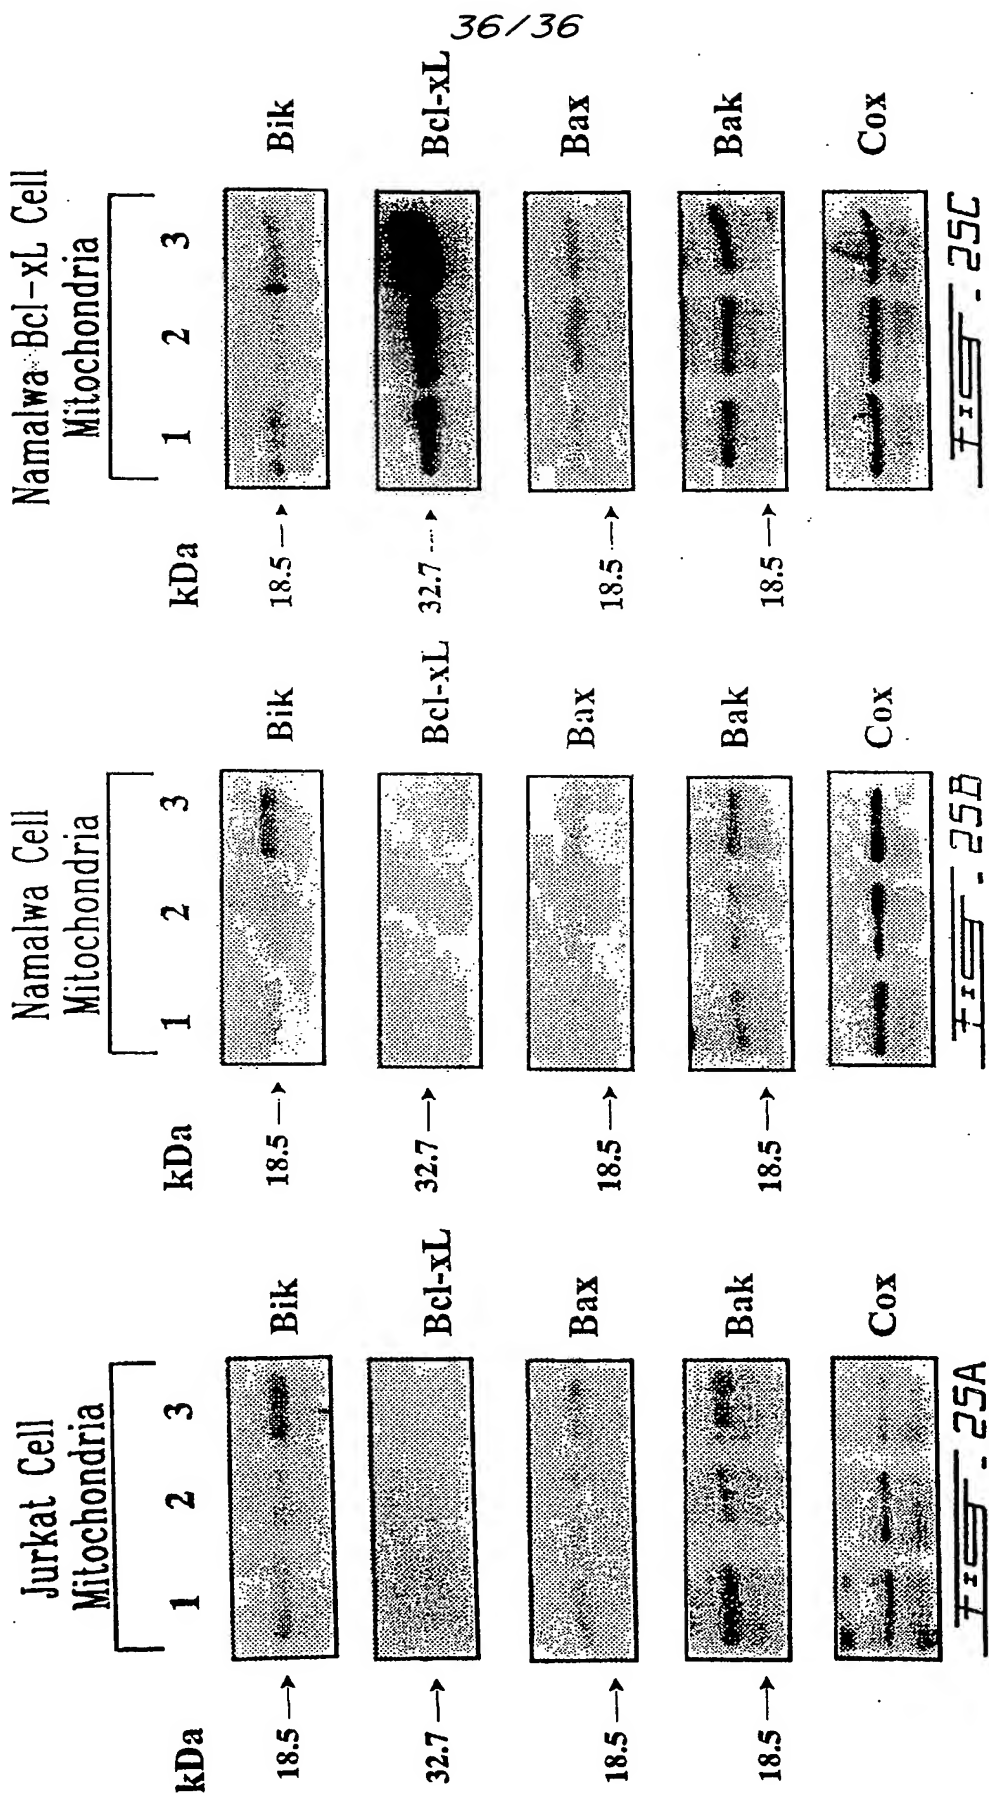 36/36
Jurkat Cell
Mitochondria
kDa
1 2 3
18.5 Bik
32.7 Bcl-xL
18.5 Bax
18.5 Bak
Cox
FIG - 25A
Namalwa Cell
Mitochondria
kDa
1 2 3
18.5 Bik
32.7 Bcl-xL
18.5 Bax
18.5 Bak
Cox
FIG - 25B
Namalwa Bcl-xL Cell
Mitochondria
kDa
1 2 3
18.5 Bik
32.7 Bcl-xL
18.5 Bax
18.5 Bak
Cox
FIG - 25C